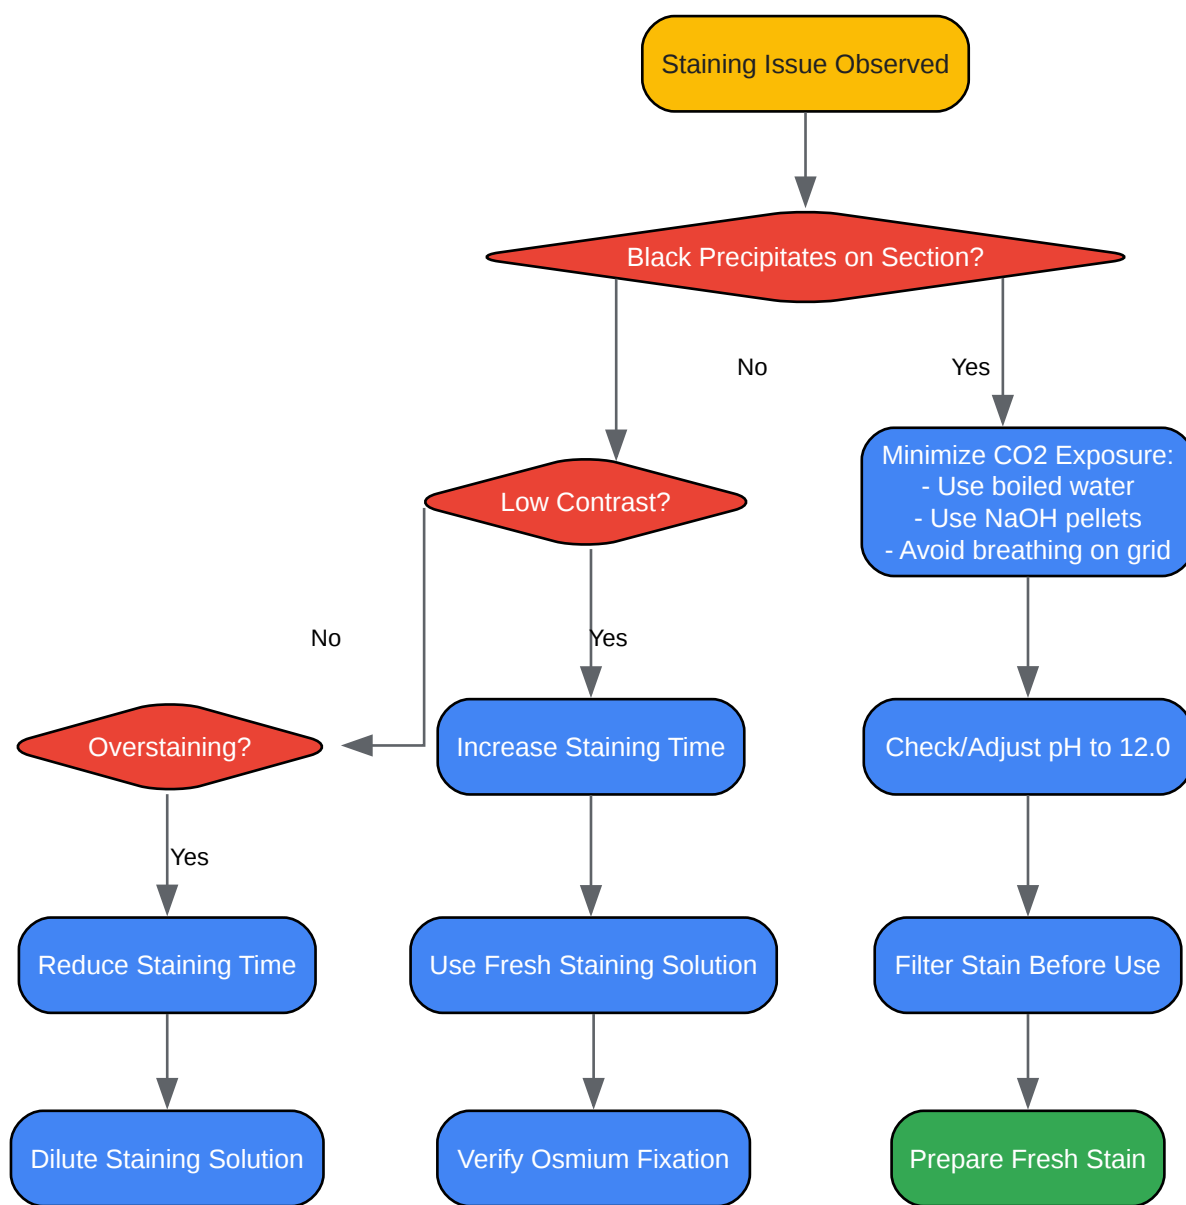 Staining Issue Observed
Black Precipitates on Section?
No
Yes
Minimize CO2 Exposure:
- Use boiled water
- Use NaOH pellets
- Avoid breathing on grid
Low Contrast?
No
Yes
Overstaining?
Increase Staining Time
Check/Adjust pH to 12.0
Yes
Reduce Staining Time
Use Fresh Staining Solution
Filter Stain Before Use
Dilute Staining Solution
Verify Osmium Fixation
Prepare Fresh Stain